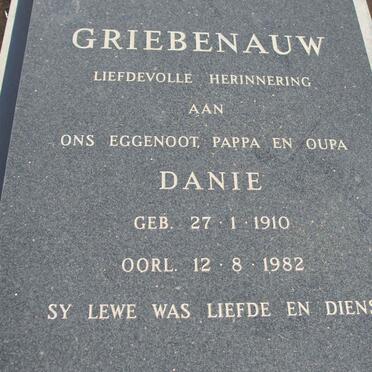 GRIEBENAUW
LIEFDEVOLLE HERINNERING
AAN
ONS EGGENOOT, PAPPA EN OUPA
DANIE
GEB. 27 · 1 · 1910
OORL. 12 · 8 · 1982
SY LEWE WAS LIEFDE EN DIENS